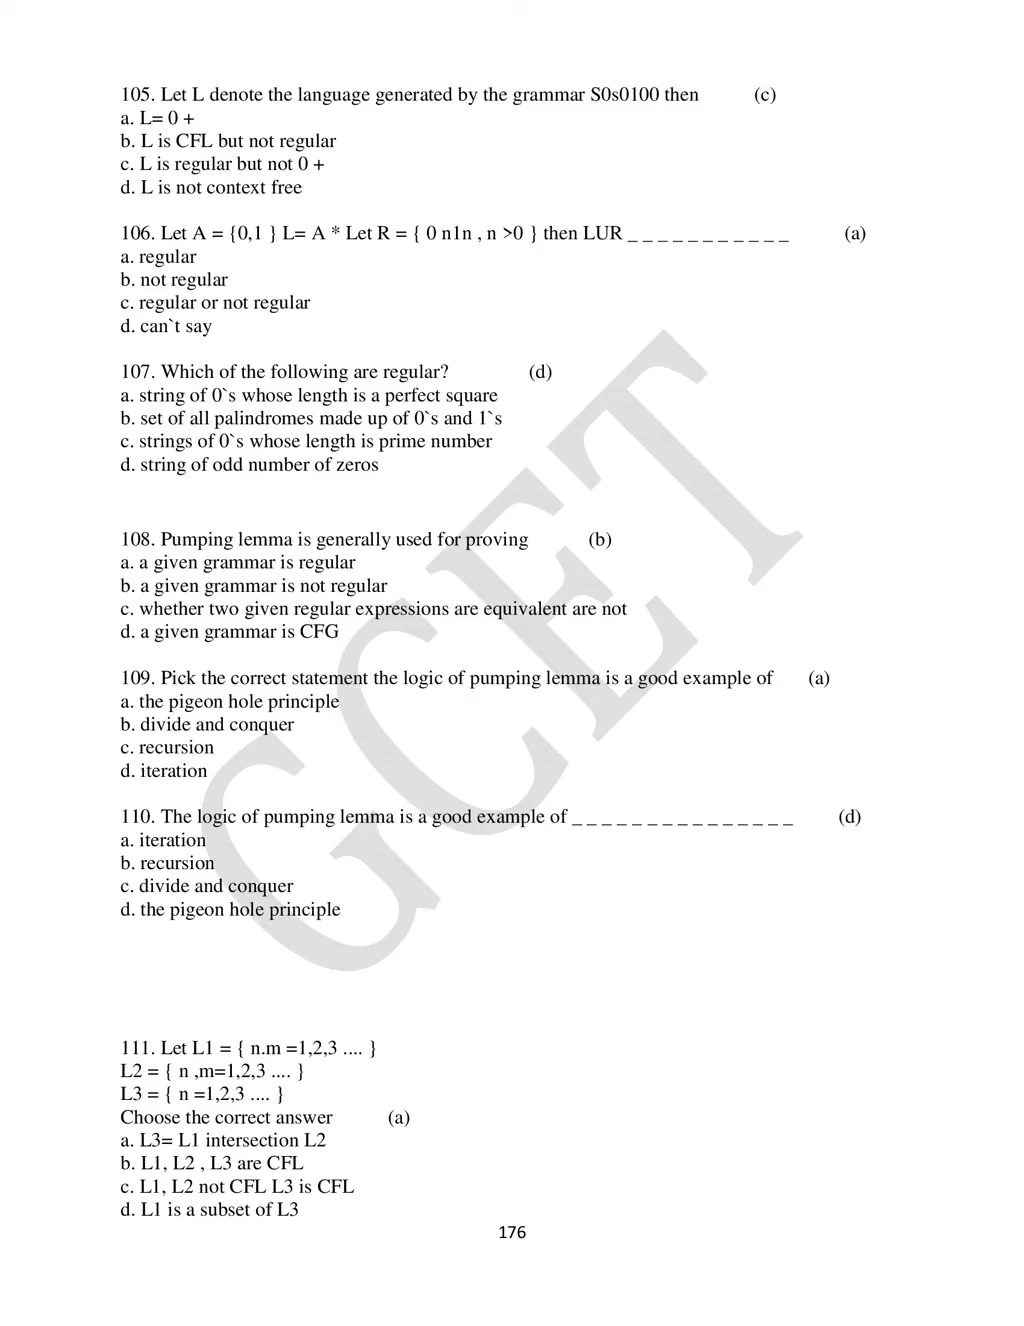 105. Let L denote the language generated by the grammar S0s0100 then (c)
a. L= 0 +
b. L is CFL but not regular
c. L is regular but not 0 +
d. L is not context free
106. Let A = {0,1 } L= A * Let R = { 0 n1n , n >0 } then LUR _ _ _ _ _ _ _ _ _ _ _ (a)
a. regular
b. not regular
c. regular or not regular
d. can`t say
107. Which of the following are regular? (d)
a. string of 0`s whose length is a perfect square
b. set of all palindromes made up of 0`s and 1`s
c. strings of 0`s whose length is prime number
d. string of odd number of zeros
108. Pumping lemma is generally used for proving (b)
a. a given grammar is regular
b. a given grammar is not regular
c. whether two given regular expressions are equivalent are not
d. a given grammar is CFG
109. Pick the correct statement the logic of pumping lemma is a good example of (a)
a. the pigeon hole principle
b. divide and conquer
c. recursion
d. iteration
110. The logic of pumping lemma is a good example of _ _ _ _ _ _ _ _ _ _ _ _ _ _ _ (d)
a. iteration
b. recursion
c. divide and conquer
d. the pigeon hole principle
111. Let L1 = { n.m =1,2,3 .... }
L2 = { n ,m=1,2,3 .... }
L3 = { n =1,2,3 .... }
Choose the correct answer (a)
a. L3= L1 intersection L2
b. L1, L2 , L3 are CFL
c. L1, L2 not CFL L3 is CFL
d. L1 is a subset of L3
176
GCET